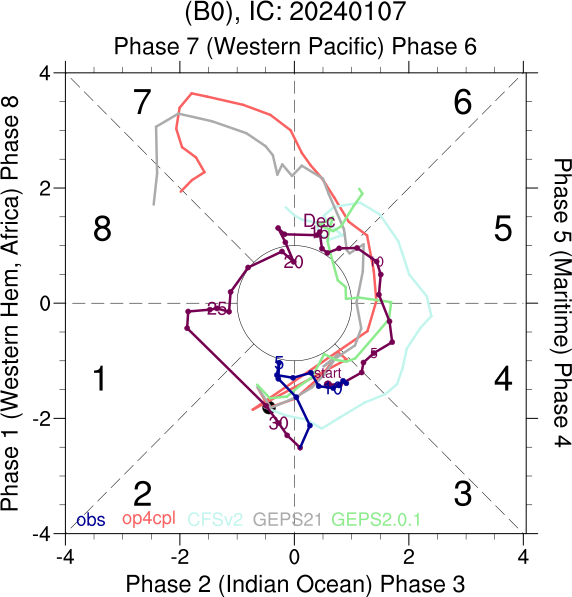 (B0), IC: 20240107
Phase 7 (Western Pacific) Phase 6
4
7
6
2
Dec
15
8
5
20
0
Phase 1 (Western Hem, Africa) Phase 8
Phase 5 (Maritime) Phase 4
0
25
5
5
start
10
1
4
-2
30
2
3
obs op4cpl CFSv2 GEPS21 GEPS2.0.1
-4
-4 -2 0 2 4
Phase 2 (Indian Ocean) Phase 3